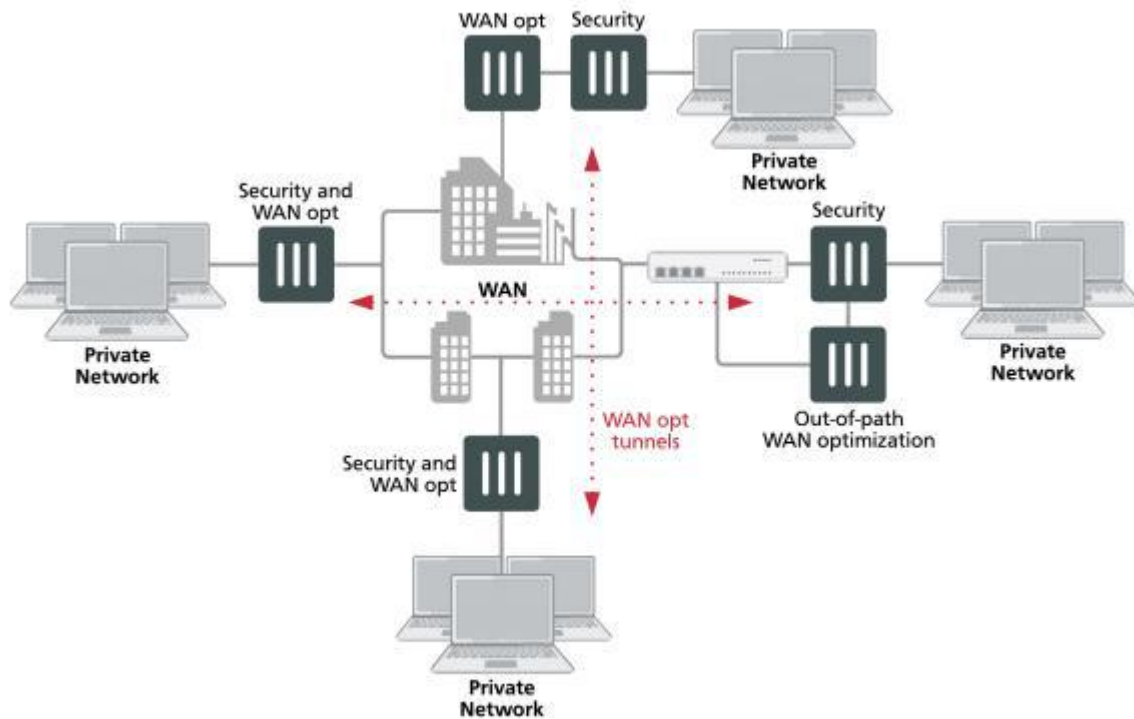 WAN opt
Security
Private
Network
Security and
WAN opt
Security
WAN
Private
Network
Private
Network
WAN opt
tunnels
Out-of-path
WAN optimization
Security and
WAN opt
Private
Network